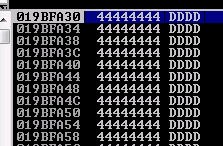 019BFA30 44444444 DDDD
019BFA34 44444444 DDDD
019BFA38 44444444 DDDD
019BFA3C 44444444 DDDD
019BFA40 44444444 DDDD
019BFA44 44444444 DDDD
019BFA48 44444444 DDDD
019BFA4C 44444444 DDDD
019BFA50 44444444 DDDD
019BFA54 44444444 DDDD
019BFA58 44444444 DDDD